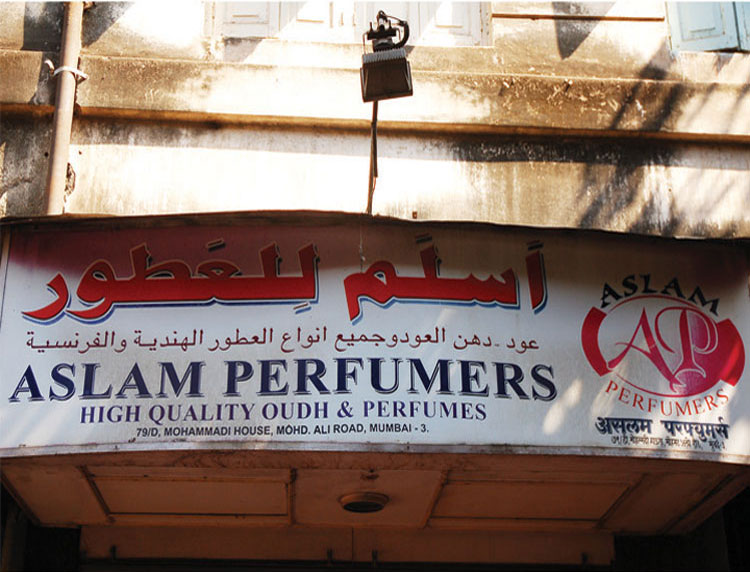 أسلم للعطور
عود - دهن العود وجميع انواع العطور الهندية والفرنسية
ASLAM PERFUMERS
HIGH QUALITY OUDH & PERFUMES
79/D, MOHAMMADI HOUSE, MOHD. ALI ROAD, MUMBAI - 3.
ASLAM
AP
PERFUMERS
असलम परफ्युमर्स